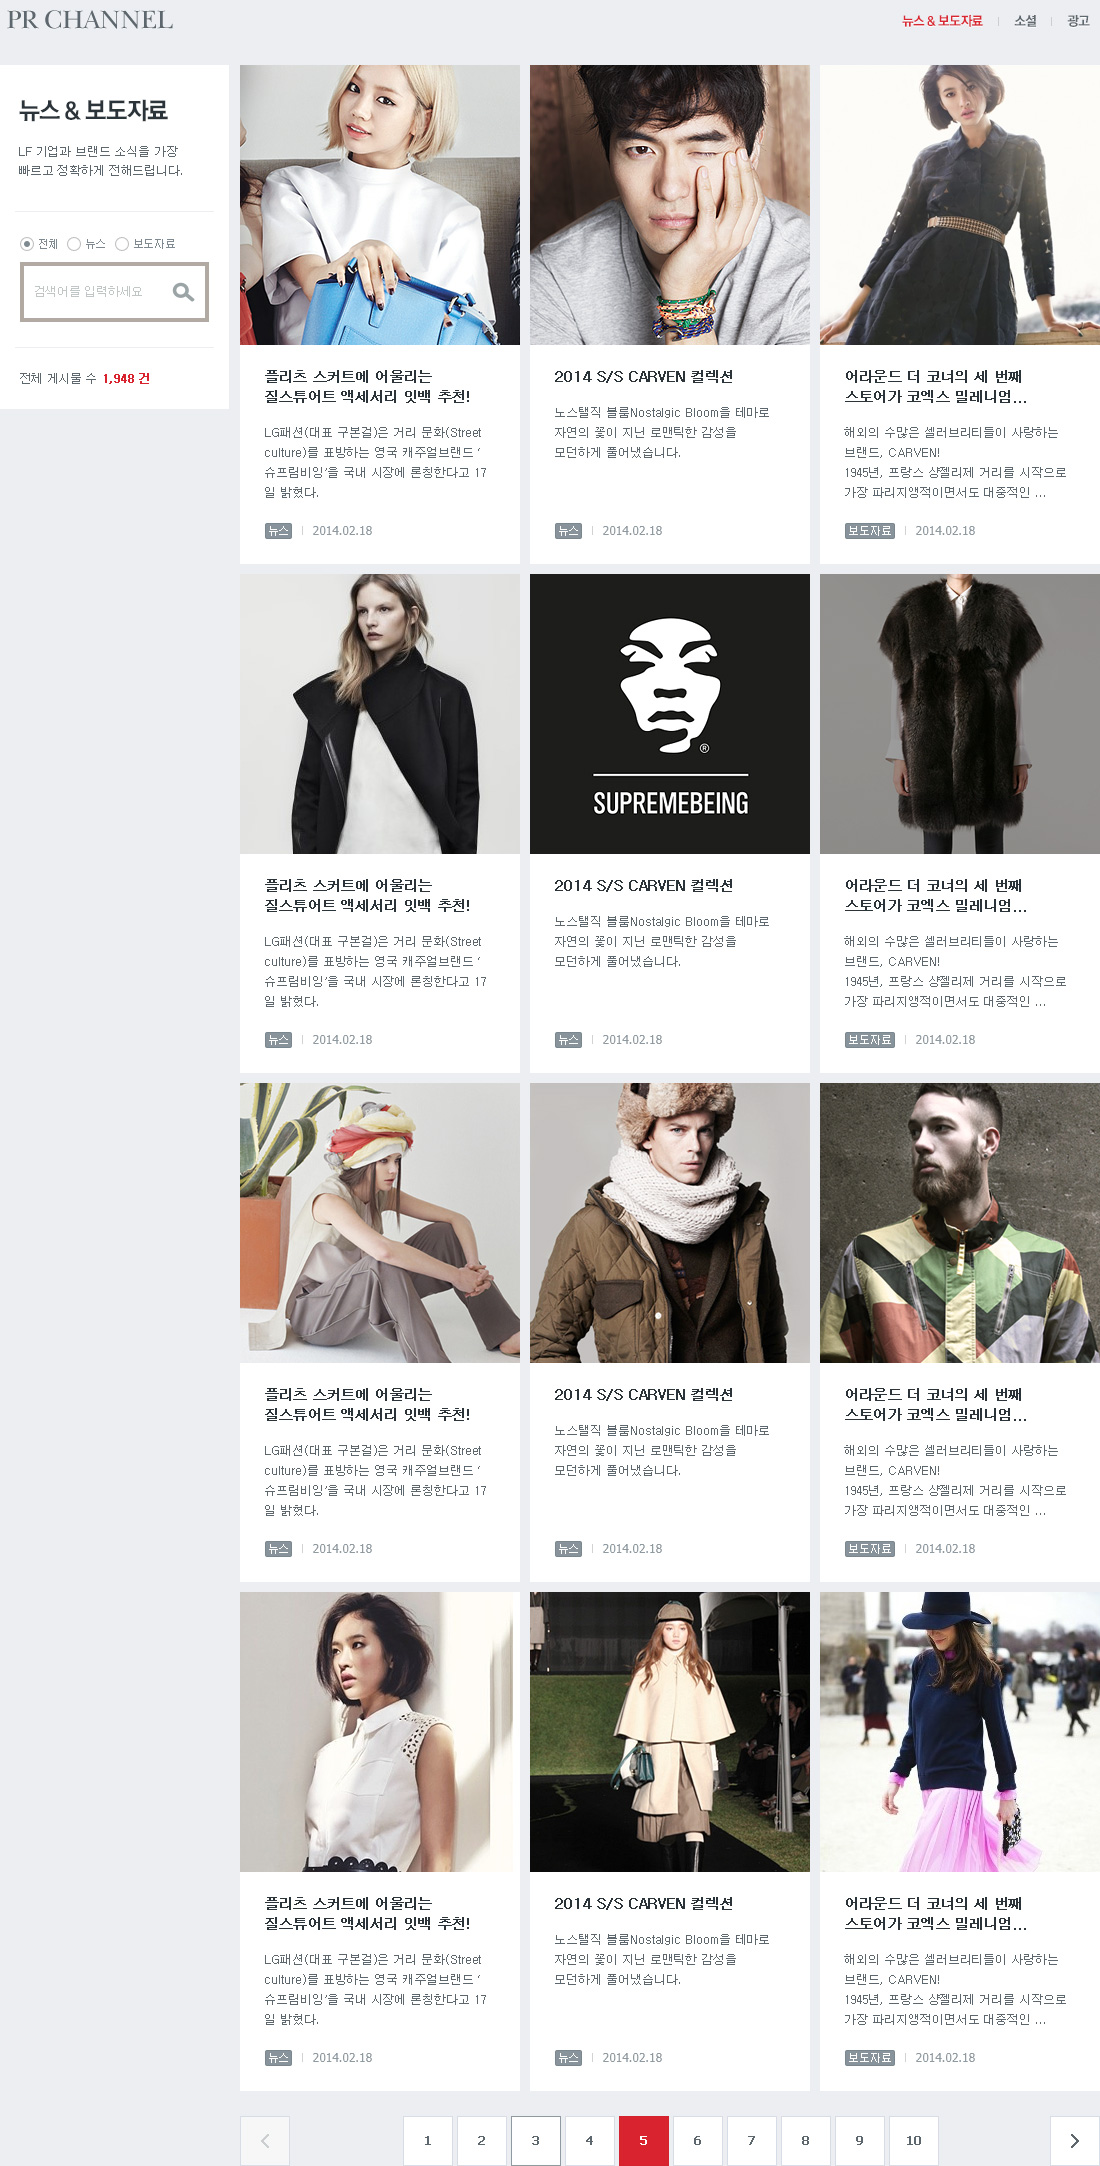 PR CHANNEL
뉴스 & 보도자료
소셜
광고
뉴스 & 보도자료
LF 기업과 브랜드 소식을 가장
빠르고 정확하게 전해드립니다.
전체
뉴스
보도자료
검색어를 입력하세요
전체 게시물 수 1,948 건
플리츠 스커트에 어울리는
질스튜어트 액세서리 잇백 추천!
LG패션(대표 구본걸)은 거리 문화(Street
culture)를 표방하는 영국 캐주얼브랜드 ‘
슈프림비잉’을 국내 시장에 론칭한다고 17
일 밝혔다.
뉴스 2014.02.18
2014 S/S CARVEN 컬렉션
노스탤직 블룸Nostalgic Bloom을 테마로
자연의 꽃이 지닌 로맨틱한 감성을
모던하게 풀어냈습니다.
뉴스 2014.02.18
어라운드 더 코너의 세 번째
스토어가 코엑스 밀레니엄...
해외의 수많은 셀러브리티들이 사랑하는
브랜드, CARVEN!
1945년, 프랑스 샹젤리제 거리를 시작으로
가장 파리지앵적이면서도 대중적인 ...
보도자료 2014.02.18
SUPREMEBEING
®
플리츠 스커트에 어울리는
질스튜어트 액세서리 잇백 추천!
LG패션(대표 구본걸)은 거리 문화(Street
culture)를 표방하는 영국 캐주얼브랜드 ‘
슈프림비잉’을 국내 시장에 론칭한다고 17
일 밝혔다.
뉴스 2014.02.18
2014 S/S CARVEN 컬렉션
노스탤직 블룸Nostalgic Bloom을 테마로
자연의 꽃이 지닌 로맨틱한 감성을
모던하게 풀어냈습니다.
뉴스 2014.02.18
어라운드 더 코너의 세 번째
스토어가 코엑스 밀레니엄...
해외의 수많은 셀러브리티들이 사랑하는
브랜드, CARVEN!
1945년, 프랑스 샹젤리제 거리를 시작으로
가장 파리지앵적이면서도 대중적인 ...
보도자료 2014.02.18
플리츠 스커트에 어울리는
질스튜어트 액세서리 잇백 추천!
LG패션(대표 구본걸)은 거리 문화(Street
culture)를 표방하는 영국 캐주얼브랜드 ‘
슈프림비잉’을 국내 시장에 론칭한다고 17
일 밝혔다.
뉴스 2014.02.18
2014 S/S CARVEN 컬렉션
노스탤직 블룸Nostalgic Bloom을 테마로
자연의 꽃이 지닌 로맨틱한 감성을
모던하게 풀어냈습니다.
뉴스 2014.02.18
어라운드 더 코너의 세 번째
스토어가 코엑스 밀레니엄...
해외의 수많은 셀러브리티들이 사랑하는
브랜드, CARVEN!
1945년, 프랑스 샹젤리제 거리를 시작으로
가장 파리지앵적이면서도 대중적인 ...
보도자료 2014.02.18
플리츠 스커트에 어울리는
질스튜어트 액세서리 잇백 추천!
LG패션(대표 구본걸)은 거리 문화(Street
culture)를 표방하는 영국 캐주얼브랜드 ‘
슈프림비잉’을 국내 시장에 론칭한다고 17
일 밝혔다.
뉴스 2014.02.18
2014 S/S CARVEN 컬렉션
노스탤직 블룸Nostalgic Bloom을 테마로
자연의 꽃이 지닌 로맨틱한 감성을
모던하게 풀어냈습니다.
뉴스 2014.02.18
어라운드 더 코너의 세 번째
스토어가 코엑스 밀레니엄...
해외의 수많은 셀러브리티들이 사랑하는
브랜드, CARVEN!
1945년, 프랑스 샹젤리제 거리를 시작으로
가장 파리지앵적이면서도 대중적인 ...
보도자료 2014.02.18
1 2 3 4 5 6 7 8 9 10